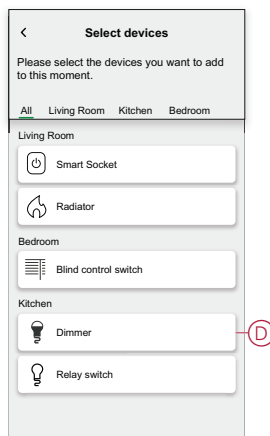 Select devices
Please select the devices you want to add
to this moment.
All Living Room Kitchen Bedroom
Living Room
Smart Socket
Radiator
Bedroom
Blind control switch
Kitchen
Dimmer
D
Relay switch